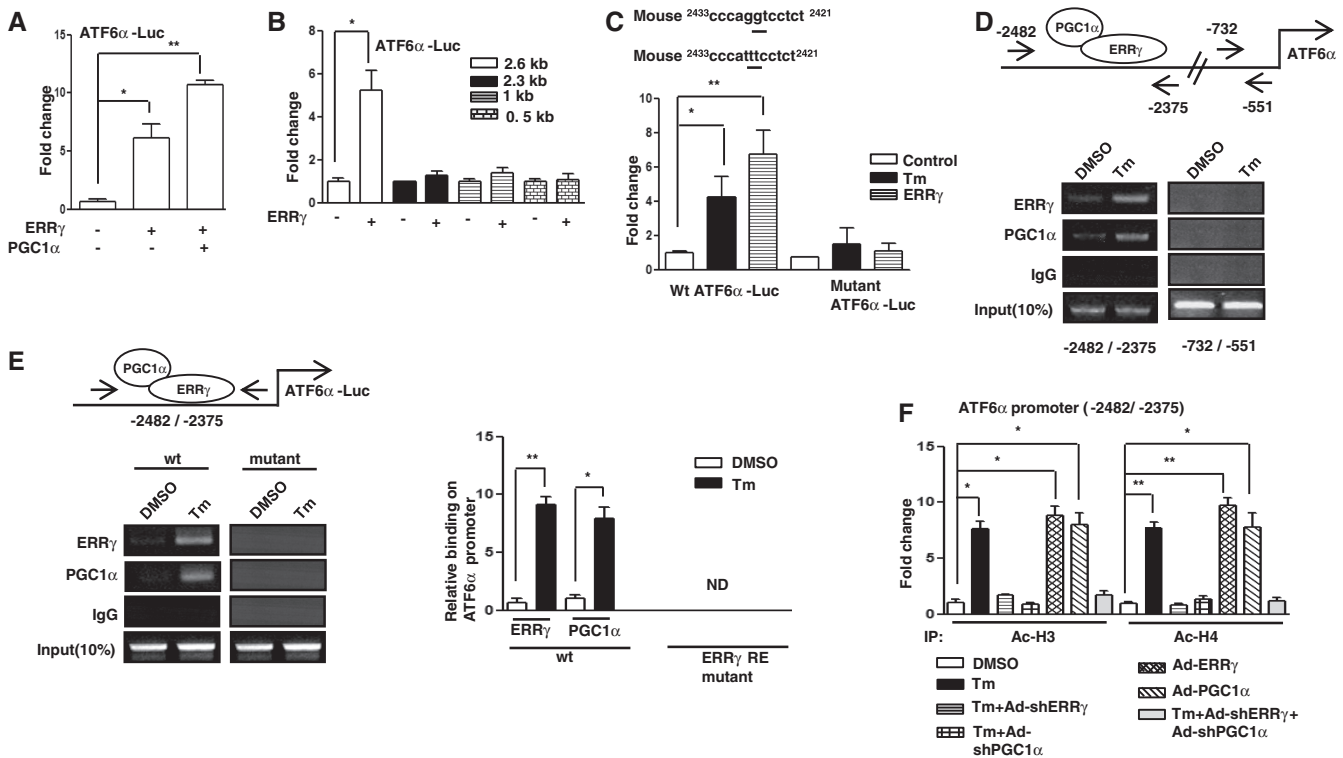 A
ATF6α -Luc
**
*
Fold change
15
10
5
0
ERRγ - + +
PGC1α - - +
B
*
ATF6α-Luc
2.6 kb
2.3 kb
1 kb
0. 5 kb
Fold change
8
6
4
2
0
ERRγ - + - + - + - +
C
Mouse 2433cccaggtcctct 2421
Mouse 2433cccatttcctct2421
**
*
Fold change
10
8
6
4
2
0
Control
Tm
ERRγ
Wt ATF6α -Luc
Mutant
ATF6α -Luc
D
-2482
PGC1α
ERRγ
-732
ATF6α
-2375
-551
DMSO Tm DMSO Tm
ERRγ
PGC1α
IgG
Input(10%)
-2482 / -2375
-732 / -551
E
PGC1α
ERRγ
ATF6α -Luc
-2482 / -2375
wt mutant
DMSO Tm DMSO Tm
ERRγ
PGC1α
IgG
Input(10%)
Relative binding on
ATF6α promoter
15
10
5
0
**
*
DMSO
Tm
ND
ERRγ PGC1α
wt
ERRγ RE
mutant
F
ATF6α promoter ( -2482/ -2375)
Fold change
15
10
5
0
*
*
*
*
**
**
IP: Ac-H3 Ac-H4
DMSO
Tm
Tm+Ad-shERRγ
Tm+Ad-
shPGC1α
Ad-ERRγ
Ad-PGC1α
Tm+Ad-shERRγ+
Ad-shPGC1α